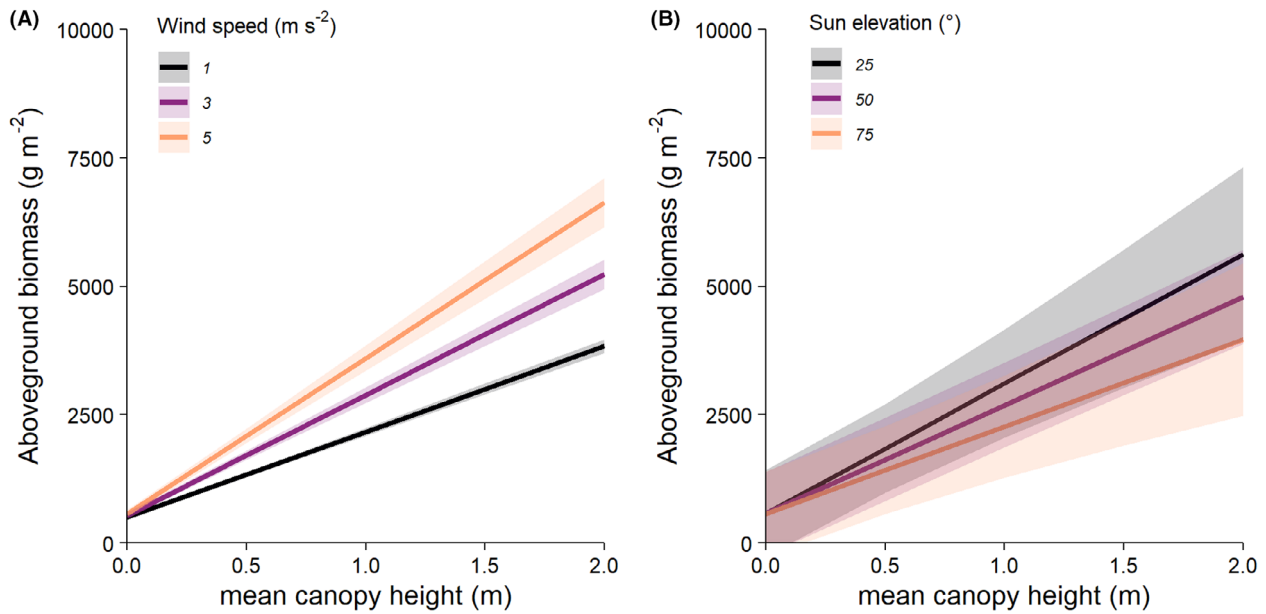 (A)
Wind speed (m s⁻²)
1
3
5
10000
7500
5000
2500
0
Aboveground biomass (g m⁻²)
0.0 0.5 1.0 1.5 2.0
mean canopy height (m)
(B)
Sun elevation (°)
25
50
75
10000
7500
5000
2500
0
Aboveground biomass (g m⁻²)
0.0 0.5 1.0 1.5 2.0
mean canopy height (m)